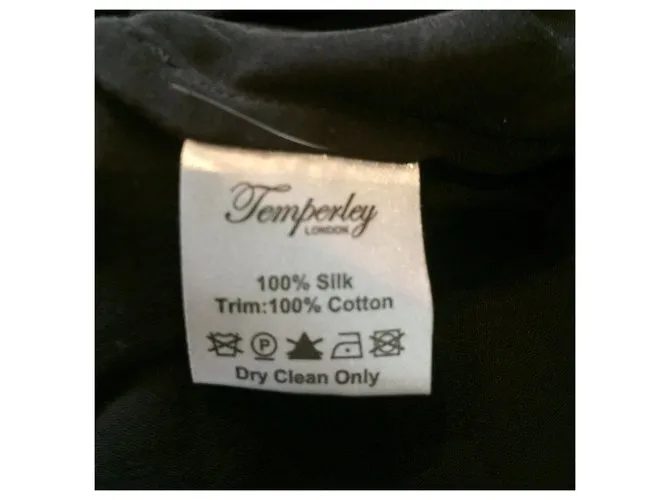 Temperley
LONDON
100% Silk
Trim:100% Cotton
P
Dry Clean Only